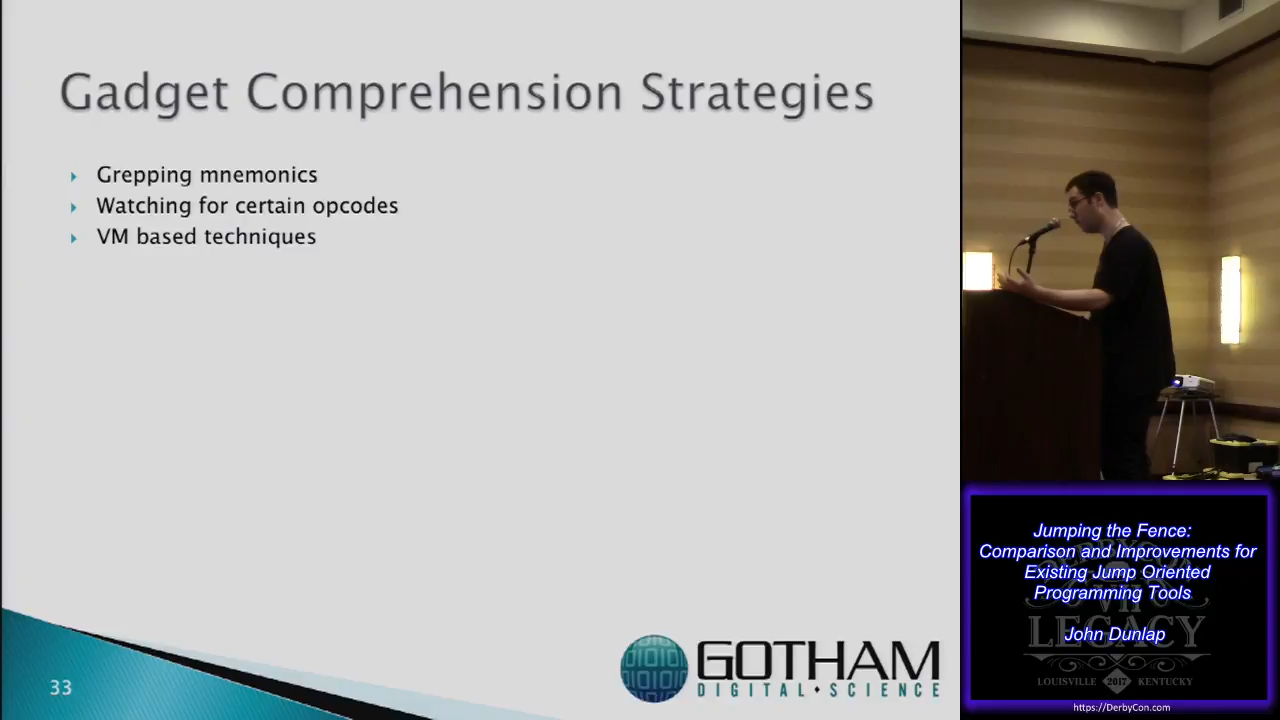 Gadget Comprehension Strategies
Grepping mnemonics
Watching for certain opcodes
VM based techniques
33
GOTHAM
DIGITAL SCIENCE
Jumping the Fence:
Comparison and Improvements for
Existing Jump Oriented
Programming Tools
John Dunlap
LEGACY
LOUISVILLE 2017 KENTUCKY
https://DerbyCon.com